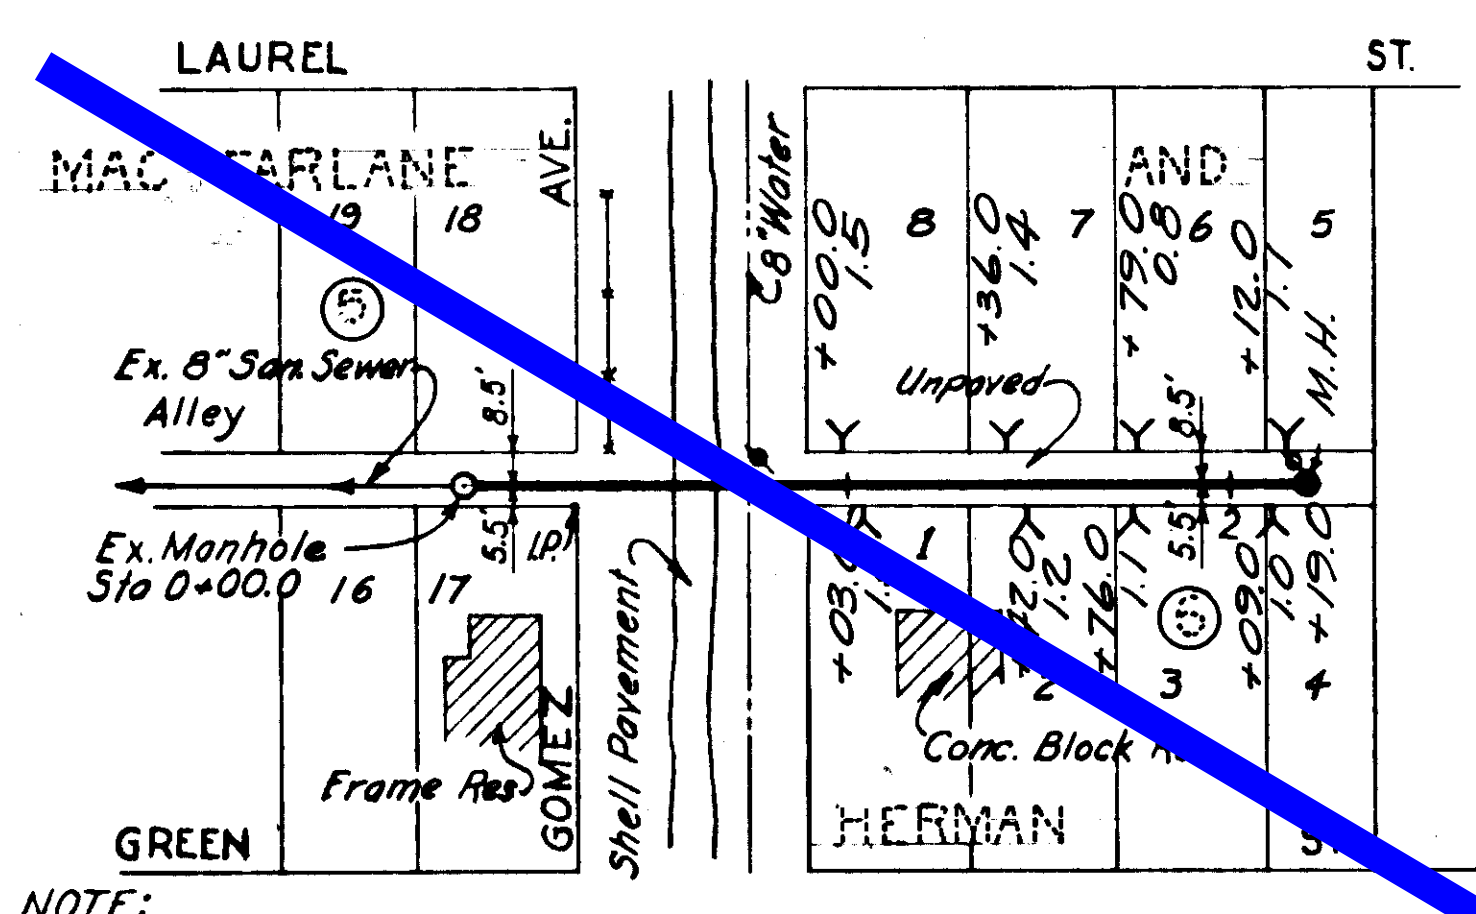 LAUREL ST.
AND
AVE.
19 18
8 7 6 5
5
8" Water
+00.0
1.5
+36.0
1.4
+79.0
0.8
+12.0
1.1
M.H.
Ex. 8" San. Sewer
Alley
Unpaved
8.5'
8.5'
Ex. Manhole
Sta 0+00.0
5.5'
I.P.
5.5'
16 17
1 2 3 4
2
+03.
+76.0
1.2
1.1
+09.0
1.0
+19.0
Shell Pavement
Frame Res
GOMEZ
Conc. Block
HERMAN
GREEN
NOTE: